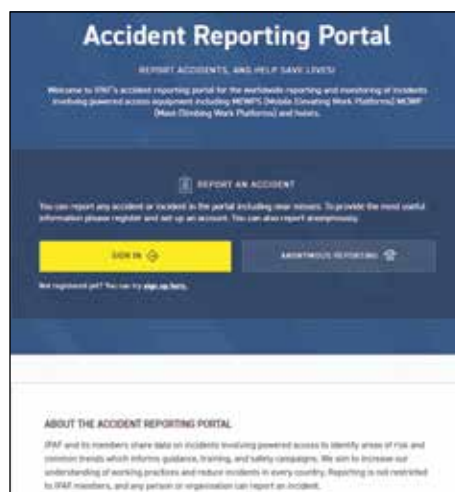 Accident Reporting Portal
REPORT ACCIDENTS, AND HELP SAVE LIVES!
Welcome to IPAF's accident reporting portal for the worldwide reporting and monitoring of incidents
involving powered access equipment including MEWPS (Mobile Elevating Work Platforms) MCWP
(Mast Climbing Work Platforms) and hoists.
REPORT AN ACCIDENT
You can report any accident or incident in the portal including near misses. To provide the most useful
information please register and set up an account. You can also report anonymously.
SIGN IN
ANONYMOUS REPORTING
Not registered yet? You can try sign up here.
ABOUT THE ACCIDENT REPORTING PORTAL
IPAF and its members share data on incidents involving powered access to identify areas of risk and
common trends which informs guidance, training, and safety campaigns. We aim to increase our
understanding of working practices and reduce incidents in every country. Reporting is not restricted
to IPAF members, and any person or organisation can report an incident.